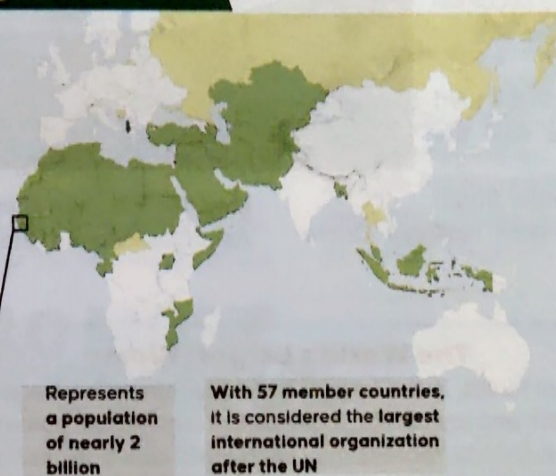 Represents
a population
of nearly 2
billion
With 57 member countries,
it is considered the largest
international organization
after the UN